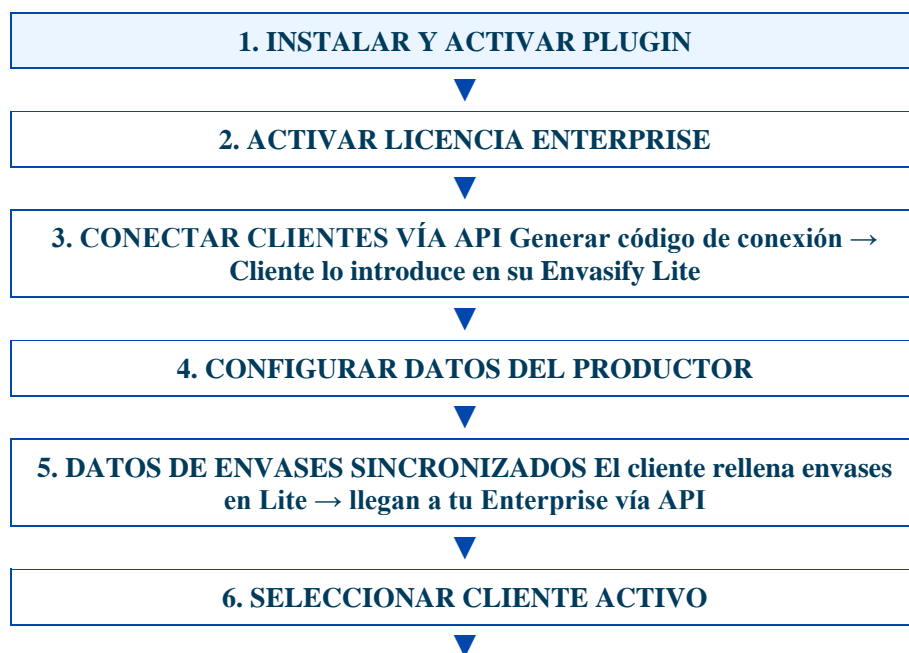 1. INSTALAR Y ACTIVAR PLUGIN
2. ACTIVAR LICENCIA ENTERPRISE
3. CONECTAR CLIENTES VÍA API Generar código de conexión →
Cliente lo introduce en su Envasify Lite
4. CONFIGURAR DATOS DEL PRODUCTOR
5. DATOS DE ENVASES SINCRONIZADOS El cliente rellena envases
en Lite → llegan a tu Enterprise vía API
6. SELECCIONAR CLIENTE ACTIVO